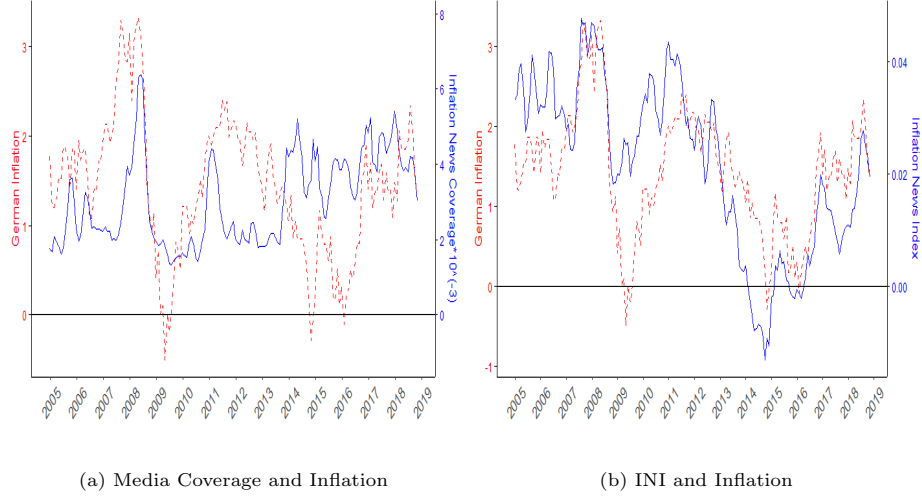 German Inflation
3
2
1
0
8
6
4
2
0
Inflation News Coverage*10^(-3)
2005 2006 2007 2008 2009 2010 2011 2012 2013 2014 2015 2016 2017 2018 2019
(a) Media Coverage and Inflation
German Inflation
3
2
1
0
-1
0.04
0.02
0.00
Inflation News Index
2005 2006 2007 2008 2009 2010 2011 2012 2013 2014 2015 2016 2017 2018 2019
(b) INI and Inflation